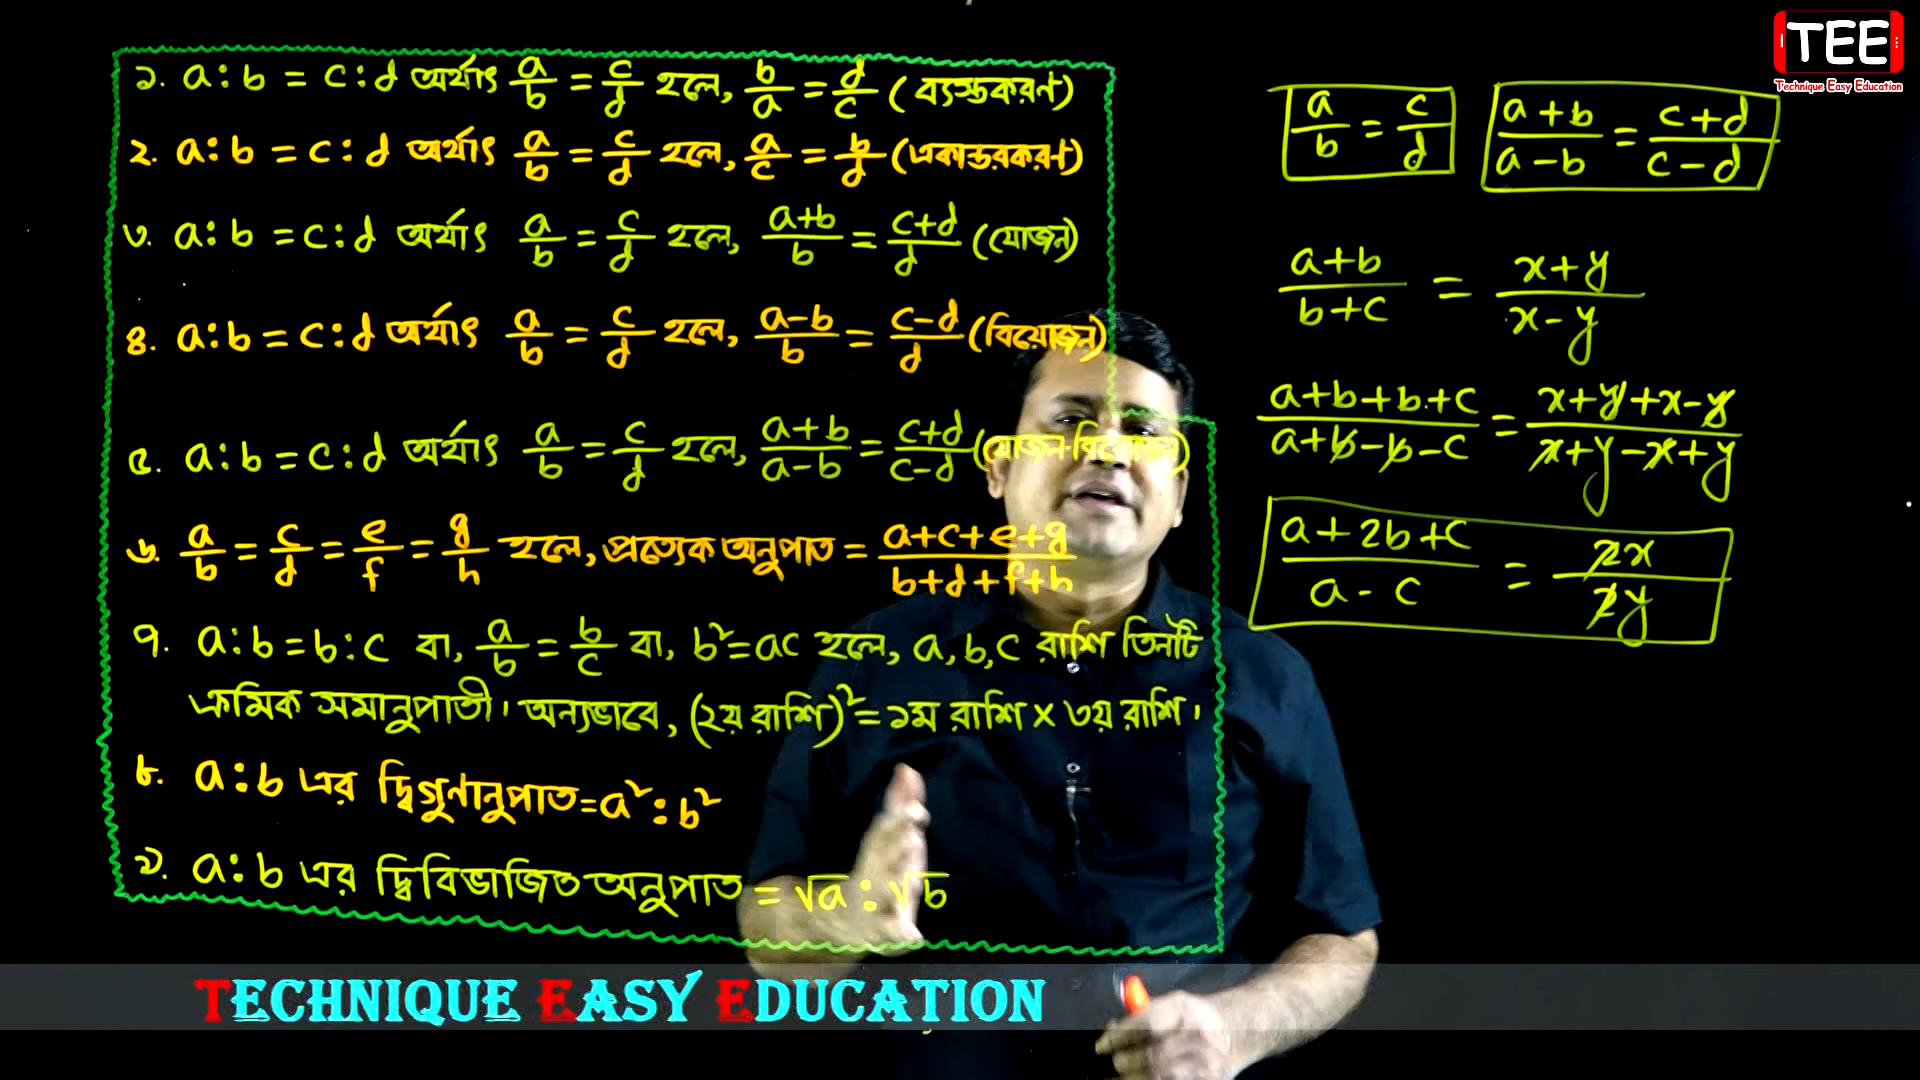 ১. a : b = c : d অর্থাৎ a/b = c/d হলে, b/a = d/c (ব্যস্তকরণ)
২. a : b = c : d অর্থাৎ a/b = c/d হলে, a/c = b/d (একান্তরকরণ)
৩. a : b = c : d অর্থাৎ a/b = c/d হলে, (a+b)/b = (c+d)/d (যোজন)
৪. a : b = c : d অর্থাৎ a/b = c/d হলে, (a-b)/b = (c-d)/d (বিয়োজন)
৫. a : b = c : d অর্থাৎ a/b = c/d হলে, (a+b)/(a-b) = (c+d)/(c-d) (যোজন-বিয়োজন)
৬. a/b = c/d = e/f = g/h হলে, প্রত্যেক অনুপাত = (a+c+e+g)/(b+d+f+h)
৭. a : b = b : c বা, a/b = b/c বা, b² = ac হলে, a, b, c রাশি তিনটি
ক্রমিক সমানুপাতী। অন্যভাবে, (২য় রাশি)² = ১ম রাশি × ৩য় রাশি।
৮. a : b এর দ্বিগুণানুপাত = a² : b²
৯. a : b এর দ্বিবিভাজিত অনুপাত = √a : √b
TEE
Technique Easy Education
a/b = c/d
(a+b)/(a-b) = (c+d)/(c-d)
(a+b)/(b+c) = (x+y)/(x-y)
(a+b+b+c)/(a+b-b-c) = (x+y+x-y)/(x+y-x+y)
(a+2b+c)/(a-c) = 2x/2y
TECHNIQUE EASY EDUCATION